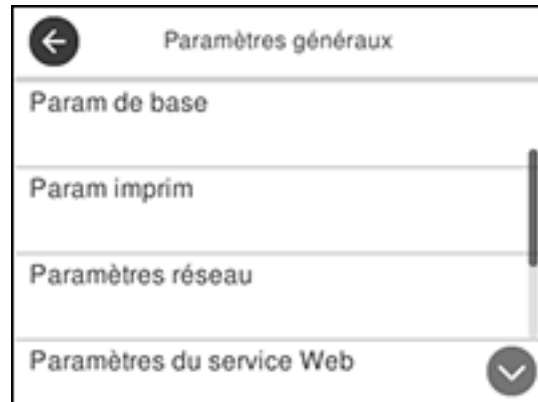 Paramètres généraux
Param de base
Param imprim
Paramètres réseau
Paramètres du service Web